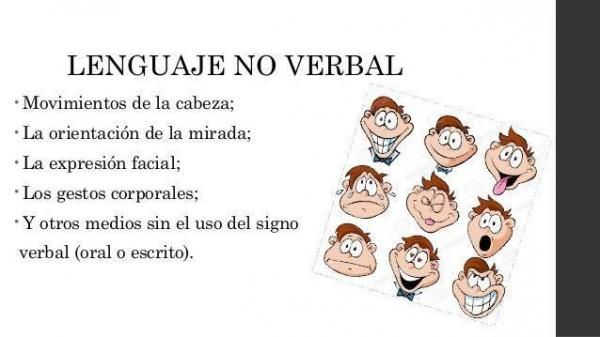 LENGUAJE NO VERBAL
• Movimientos de la cabeza;
• La orientación de la mirada;
• La expresión facial;
• Los gestos corporales;
• Y otros medios sin el uso del signo
verbal (oral o escrito).